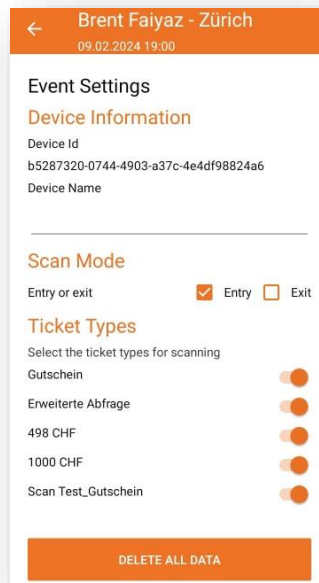 Brent Faiyaz - Zürich
09.02.2024 19:00
Event Settings
Device Information
Device Id
b5287320-0744-4903-a37c-4e4df98824a6
Device Name
Scan Mode
Entry or exit Entry Exit
Ticket Types
Select the ticket types for scanning
Gutschein
Erweiterte Abfrage
498 CHF
1000 CHF
Scan Test_Gutschein
DELETE ALL DATA